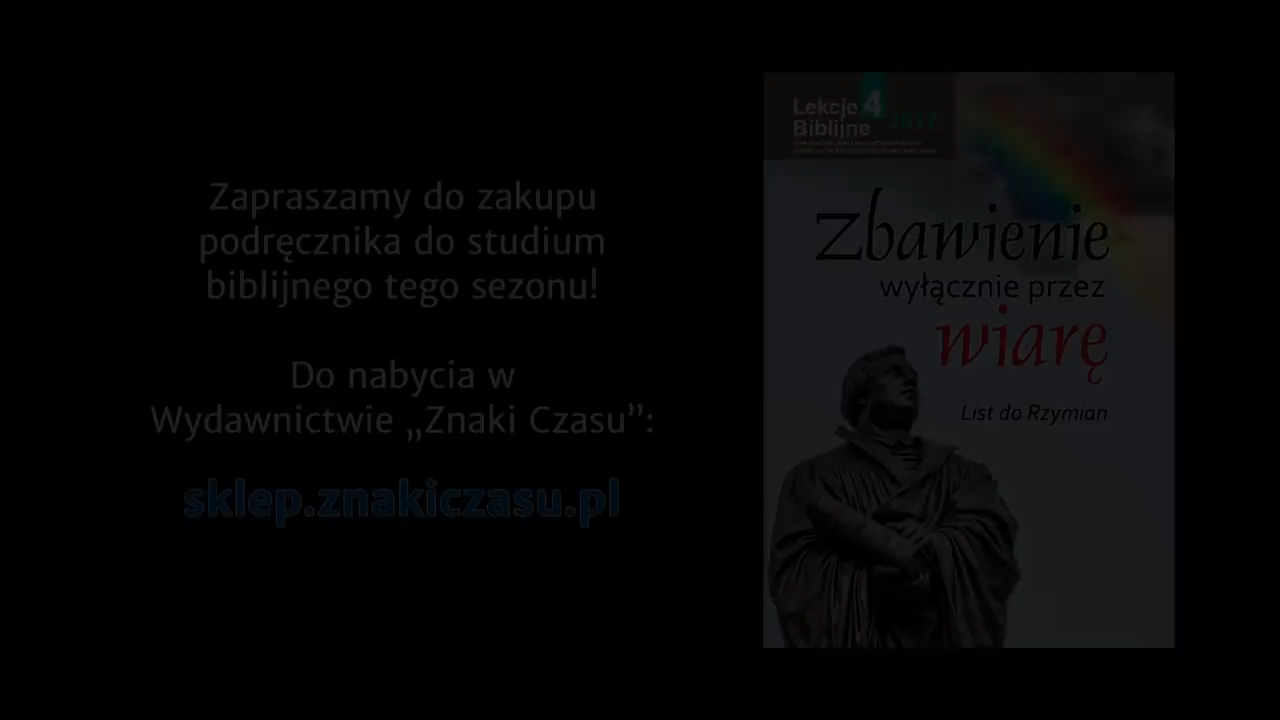 Zapraszamy do zakupu
podręcznika do studium
biblijnego tego sezonu!
Do nabycia w
Wydawnictwie „Znaki Czasu”:
sklep.znakiczasu.pl
Lekcje 4
Biblijne 2017
Zbawienie
wyłącznie przez
wiarę
List do Rzymian